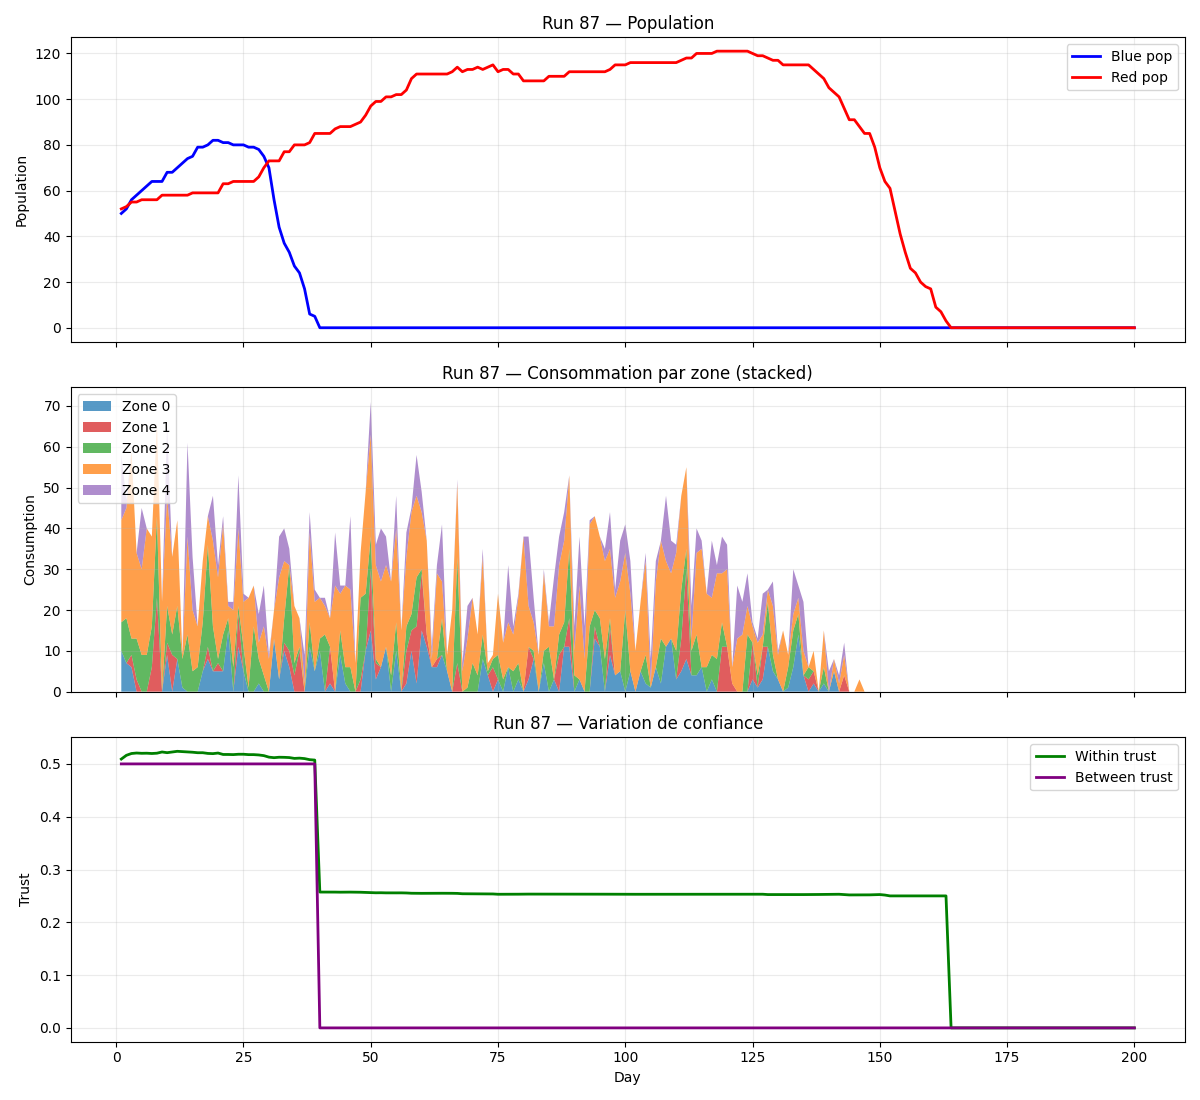 Run 87 — Population
120
100
80
60
40
20
0
Population
Blue pop
Red pop
Run 87 — Consommation par zone (stacked)
70
60
50
40
30
20
10
0
Consumption
Zone 0
Zone 1
Zone 2
Zone 3
Zone 4
Run 87 — Variation de confiance
0.5
0.4
0.3
0.2
0.1
0.0
Trust
Within trust
Between trust
0 25 50 75 100 125 150 175 200
Day